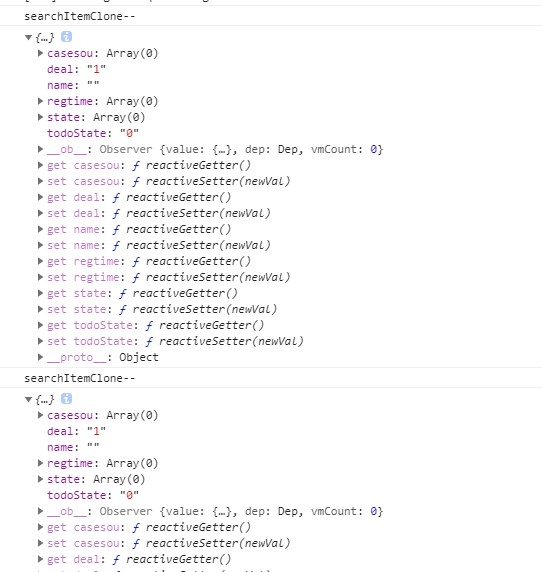 searchItemClone--
▼{…} i
▶casesou: Array(0)
deal: "1"
name: ""
▶regtime: Array(0)
▶state: Array(0)
todoState: "0"
▶__ob__: Observer {value: {…}, dep: Dep, vmCount: 0}
▶get casesou: ƒ reactiveGetter()
▶set casesou: ƒ reactiveSetter(newVal)
▶get deal: ƒ reactiveGetter()
▶set deal: ƒ reactiveSetter(newVal)
▶get name: ƒ reactiveGetter()
▶set name: ƒ reactiveSetter(newVal)
▶get regtime: ƒ reactiveGetter()
▶set regtime: ƒ reactiveSetter(newVal)
▶get state: ƒ reactiveGetter()
▶set state: ƒ reactiveSetter(newVal)
▶get todoState: ƒ reactiveGetter()
▶set todoState: ƒ reactiveSetter(newVal)
▶__proto__: Object
searchItemClone--
▼{…} i
▶casesou: Array(0)
deal: "1"
name: ""
▶regtime: Array(0)
▶state: Array(0)
todoState: "0"
▶__ob__: Observer {value: {…}, dep: Dep, vmCount: 0}
▶get casesou: ƒ reactiveGetter()
▶set casesou: ƒ reactiveSetter(newVal)
▶get deal: ƒ reactiveGetter()